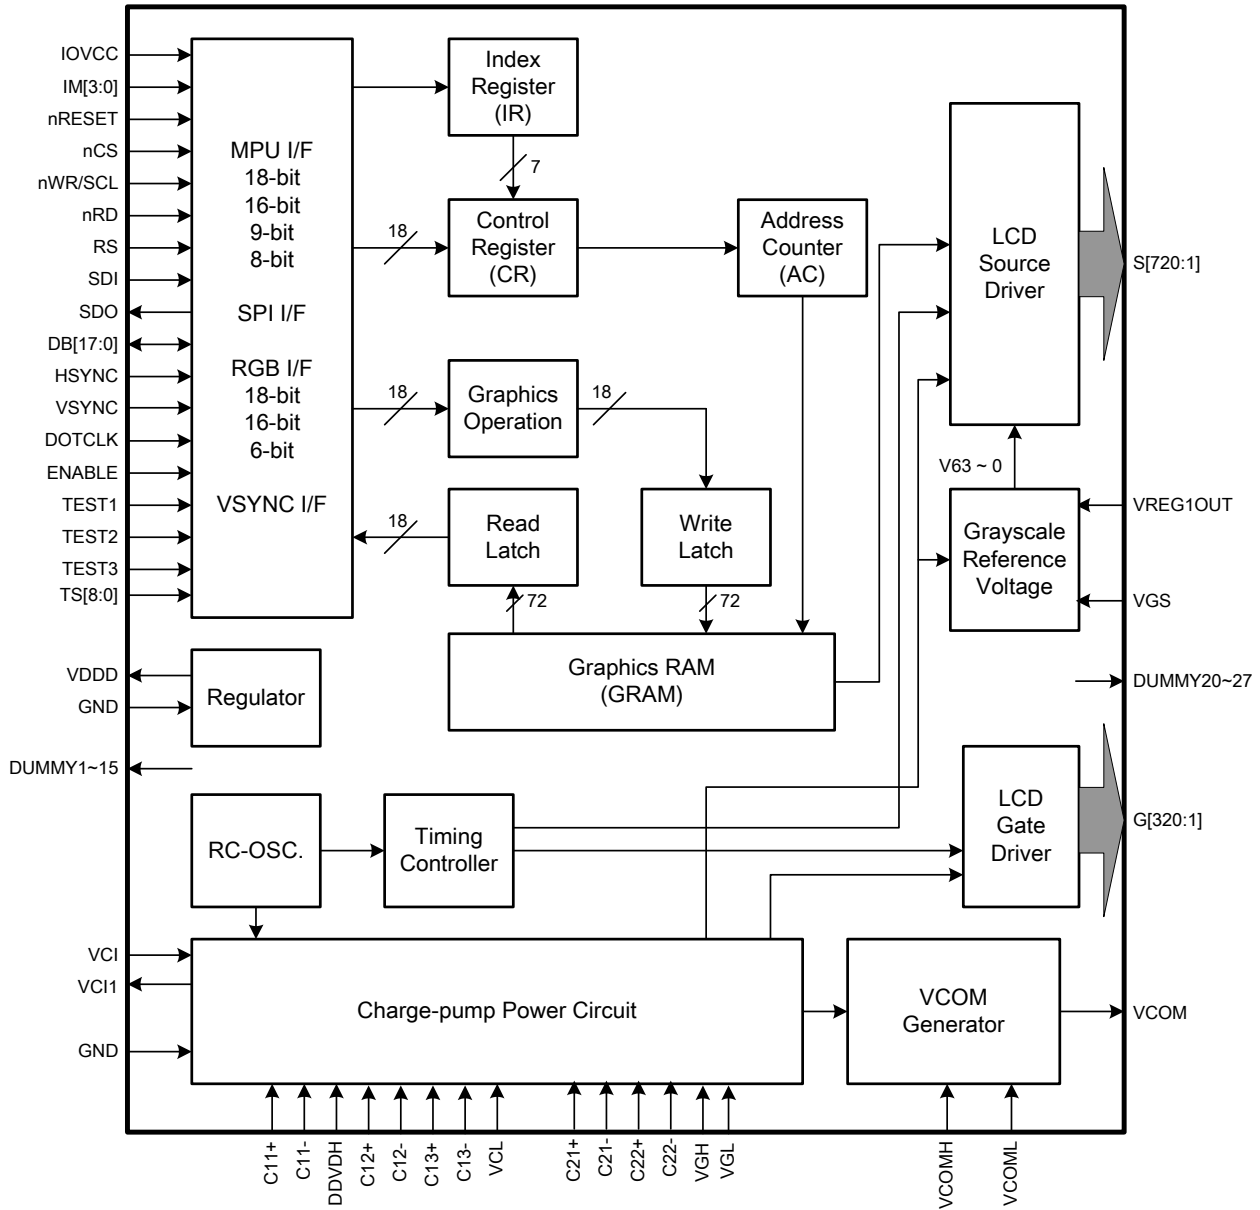 IOVCC
IM[3:0]
nRESET
nCS
nWR/SCL
nRD
RS
SDI
SDO
DB[17:0]
HSYNC
VSYNC
DOTCLK
ENABLE
TEST1
TEST2
TEST3
TS[8:0]
VDDD
GND
DUMMY1~15
VCI
VCI1
GND
MPU I/F
18-bit
16-bit
9-bit
8-bit
SPI I/F
RGB I/F
18-bit
16-bit
6-bit
VSYNC I/F
Index
Register
(IR)
7
18
Control
Register
(CR)
Address
Counter
(AC)
18
Graphics
Operation
18
18
Read
Latch
Write
Latch
72
72
Graphics RAM
(GRAM)
LCD
Source
Driver
S[720:1]
V63 ~ 0
Grayscale
Reference
Voltage
VREG1OUT
VGS
DUMMY20~27
Regulator
RC-OSC.
Timing
Controller
LCD
Gate
Driver
G[320:1]
Charge-pump Power Circuit
VCOM
Generator
VCOM
C11+
C11-
DDVDH
C12+
C12-
C13+
C13-
VCL
C21+
C21-
C22+
C22-
VGH
VGL
VCOMH
VCOML